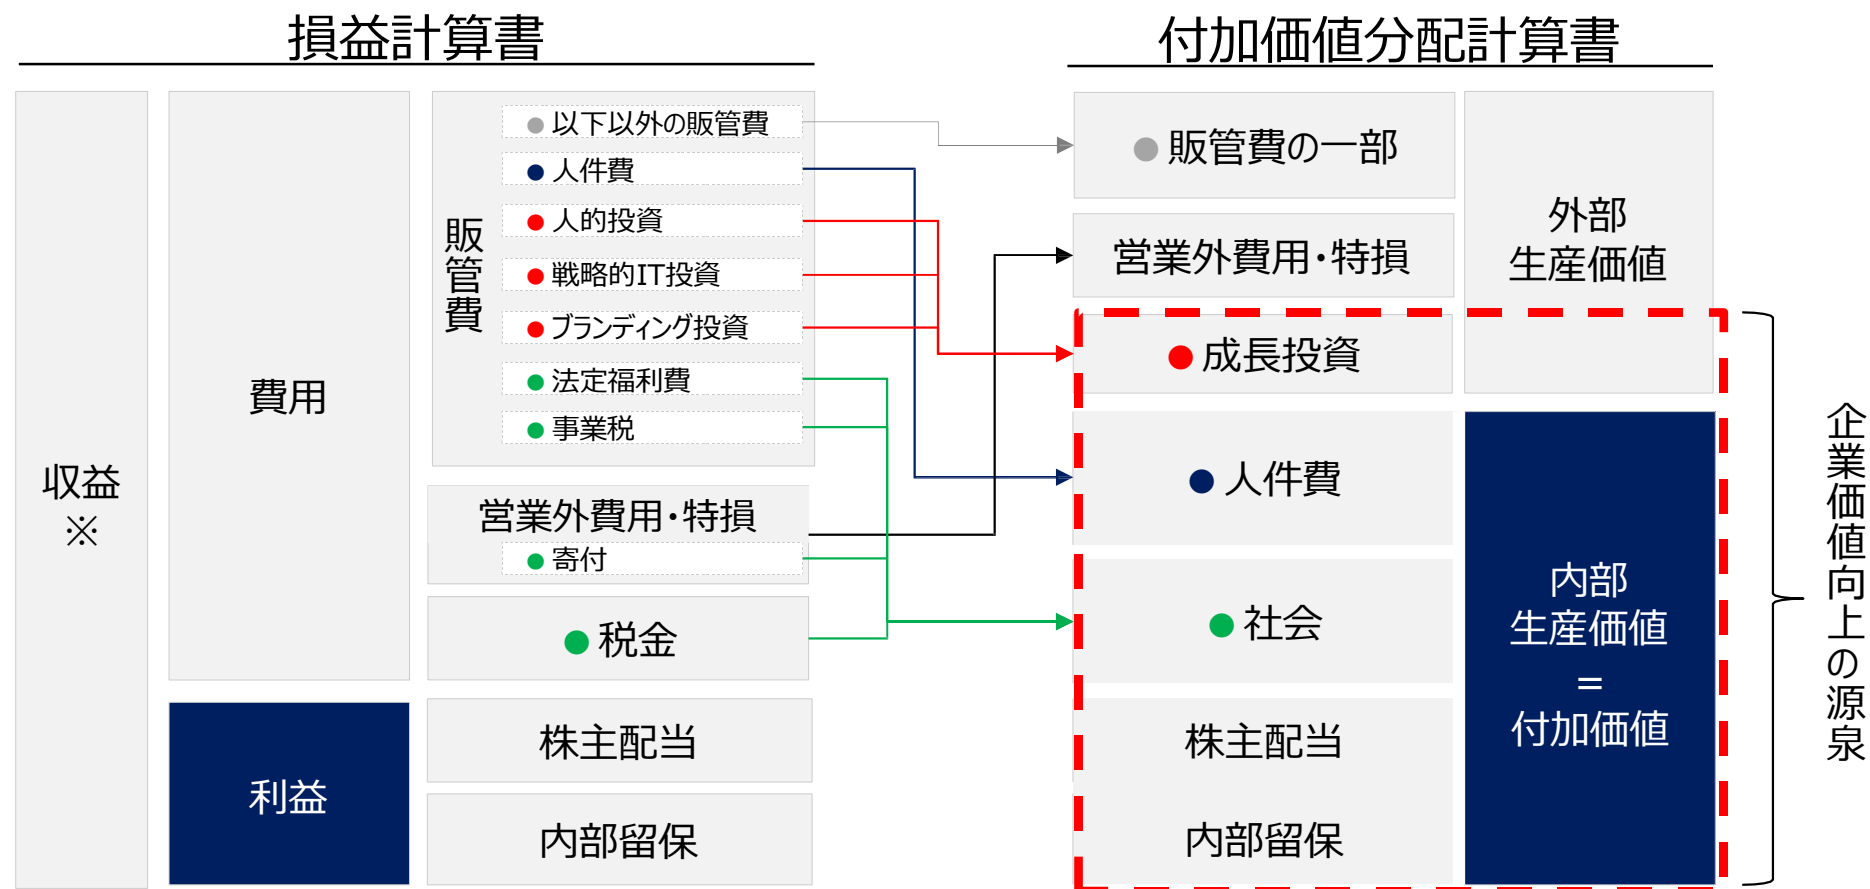 損益計算書
収益
※
費用
利益
販管費
● 以下以外の販管費
● 人件費
● 人的投資
● 戦略的IT投資
● ブランディング投資
● 法定福利費
● 事業税
営業外費用・特損
● 寄付
● 税金
株主配当
内部留保
付加価値分配計算書
● 販管費の一部
営業外費用・特損
● 成長投資
● 人件費
● 社会
株主配当
内部留保
外部
生産価値
内部
生産価値
=
付加価値
企業価値向上の源泉